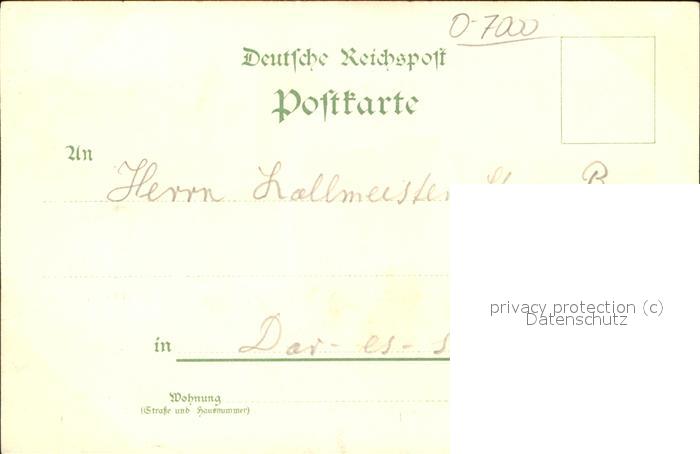 O-7000
Deutsche Reichspost
Postkarte
An
Herrn
in Dar-es-s
Wohnung
(Straße und Hausnummer)
privacy protection (c)
Datenschutz